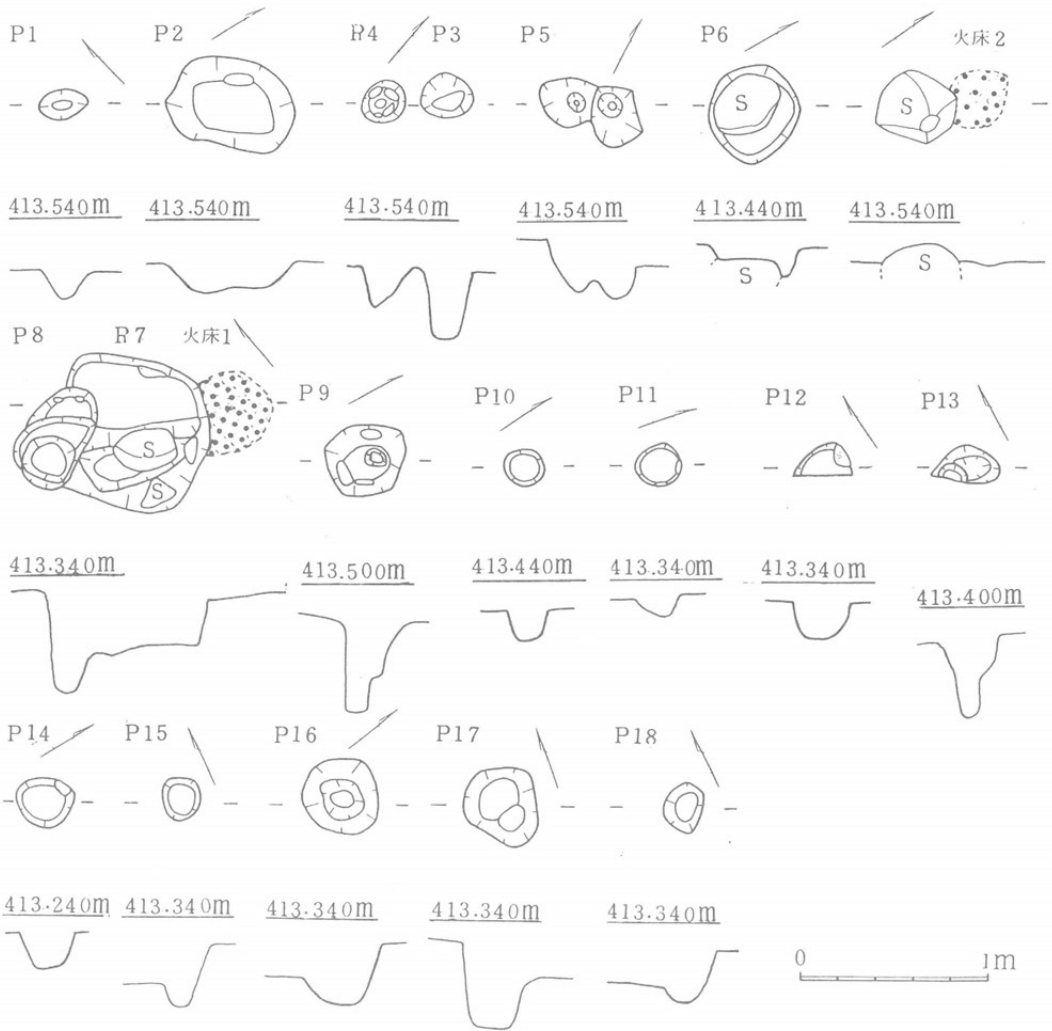 P1 P2 P4 P3 P5 P6 火床2
S S
413.540m 413.540m 413.540m 413.540m 413.440m 413.540m
S S
P8 P7 火床1
P9 P10 P11 P12 P13
S
S
413.340m 413.500m 413.440m 413.340m 413.340m 413.400m
P14 P15 P16 P17 P18
413.240m 413.340m 413.340m 413.340m 413.340m
0 1m